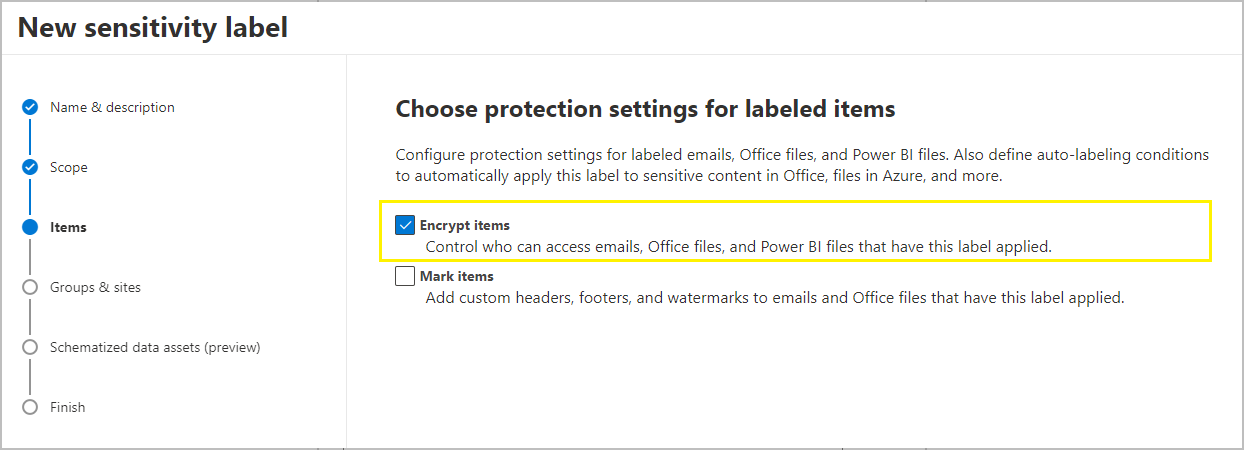 New sensitivity label
Name & description
Scope
Items
Groups & sites
Schematized data assets (preview)
Finish
Choose protection settings for labeled items
Configure protection settings for labeled emails, Office files, and Power BI files. Also define auto-labeling conditions
to automatically apply this label to sensitive content in Office, files in Azure, and more.
Encrypt items
Control who can access emails, Office files, and Power BI files that have this label applied.
Mark items
Add custom headers, footers, and watermarks to emails and Office files that have this label applied.